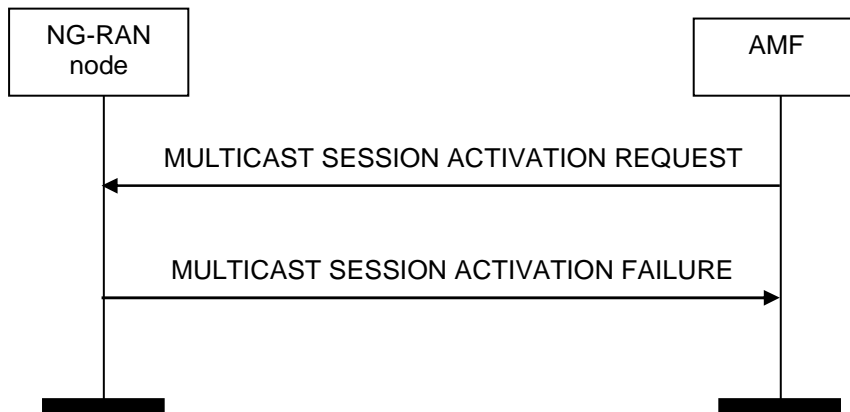 NG-RAN
node
AMF
MULTICAST SESSION ACTIVATION REQUEST
MULTICAST SESSION ACTIVATION FAILURE